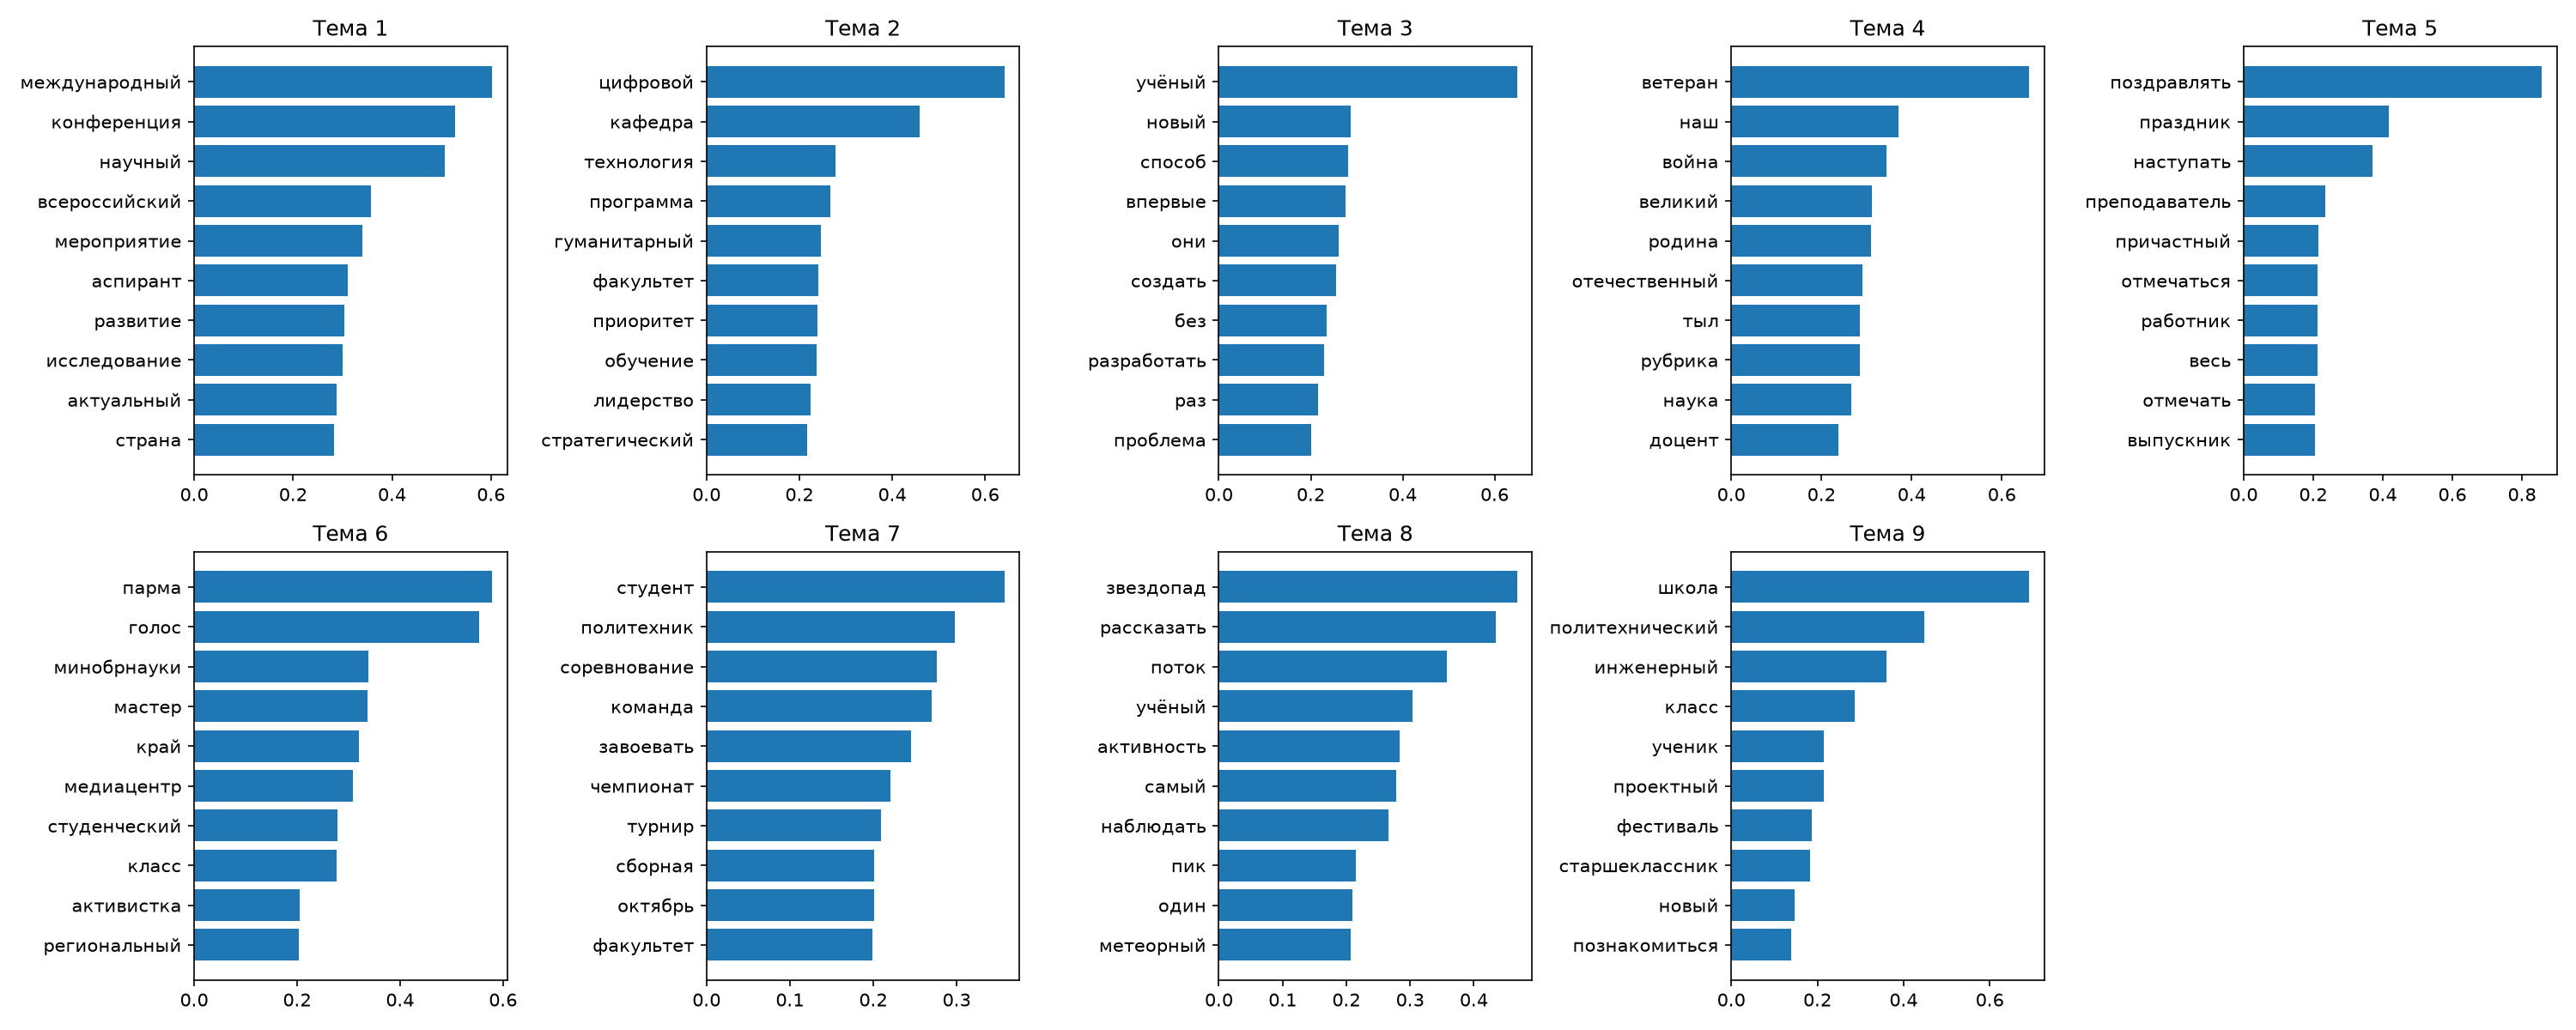 Тема 1
международный
конференция
научный
всероссийский
мероприятие
аспирант
развитие
исследование
актуальный
страна
0.0 0.2 0.4 0.6
Тема 2
цифровой
кафедра
технология
программа
гуманитарный
факультет
приоритет
обучение
лидерство
стратегический
0.0 0.2 0.4 0.6
Тема 3
учёный
новый
способ
впервые
они
создать
без
разработать
раз
проблема
0.0 0.2 0.4 0.6
Тема 4
ветеран
наш
война
великий
родина
отечественный
тыл
рубрика
наука
доцент
0.0 0.2 0.4 0.6
Тема 5
поздравлять
праздник
наступать
преподаватель
причастный
отмечаться
работник
весь
отмечать
выпускник
0.0 0.2 0.4 0.6 0.8
Тема 6
парма
голос
минобрнауки
мастер
край
медиацентр
студенческий
класс
активистка
региональный
0.0 0.2 0.4 0.6
Тема 7
студент
политехник
соревнование
команда
завоевать
чемпионат
турнир
сборная
октябрь
факультет
0.0 0.1 0.2 0.3
Тема 8
звездопад
рассказать
поток
учёный
активность
самый
наблюдать
пик
один
метеорный
0.0 0.1 0.2 0.3 0.4
Тема 9
школа
политехнический
инженерный
класс
ученик
проектный
фестиваль
старшеклассник
новый
познакомиться
0.0 0.2 0.4 0.6